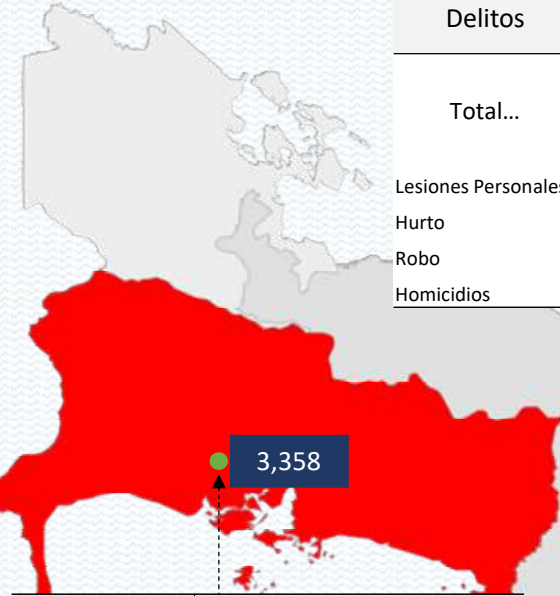 Delitos
Total...
Lesiones Personales
Hurto
Robo
Homicidios
3,358